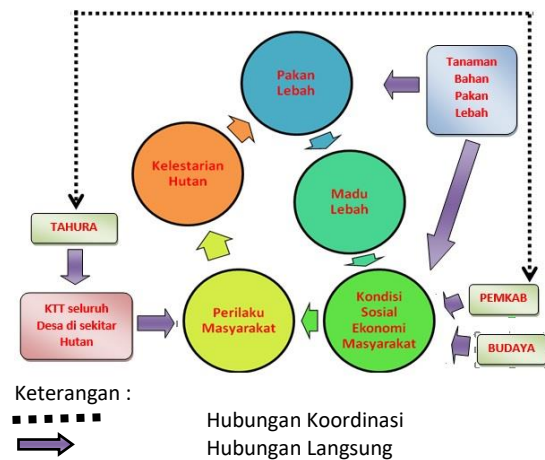 Pakan
Lebah
Tanaman
Bahan
Pakan
Lebah
Kelestarian
Hutan
Madu
Lebah
TAHURA
KTT seluruh
Desa di sekitar
Hutan
Perilaku
Masyarakat
Kondisi
Sosial
Ekonomi
Masyarakat
PEMKAB
BUDAYA
Keterangan :
Hubungan Koordinasi
Hubungan Langsung